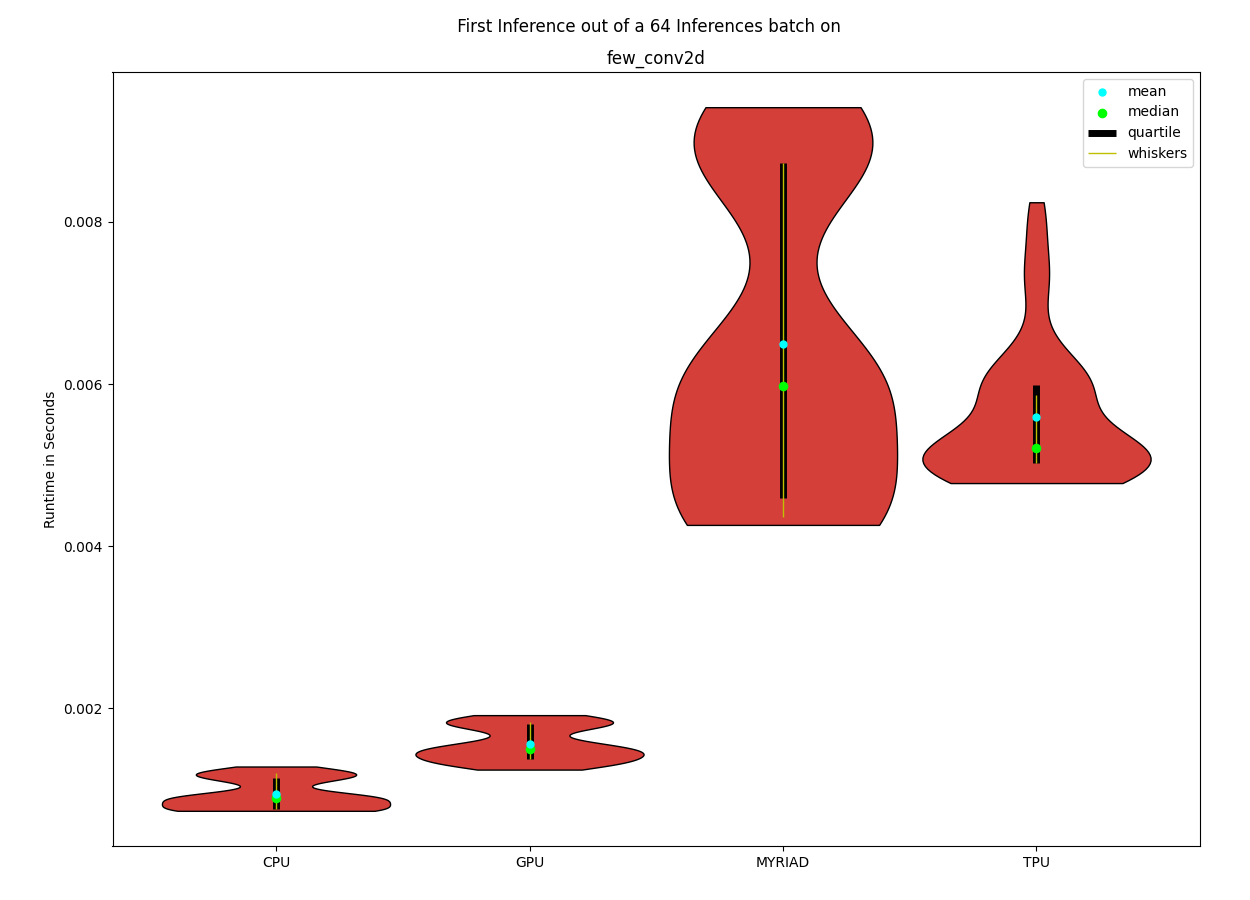 First Inference out of a 64 Inferences batch on
few_conv2d
mean
median
quartile
whiskers
0.008
0.006
0.004
0.002
Runtime in Seconds
CPU
GPU
MYRIAD
TPU